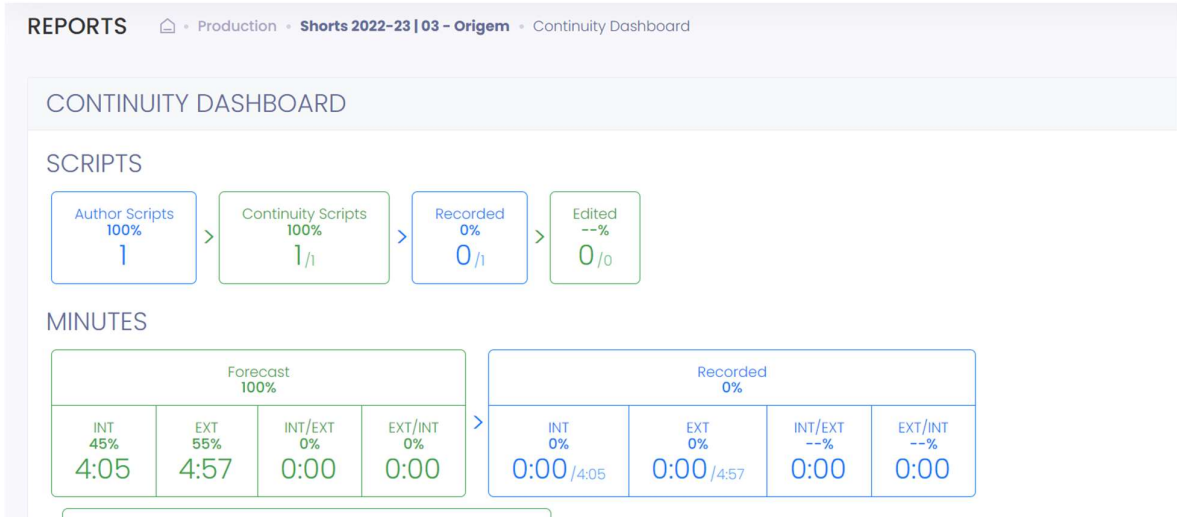 REPORTS Production • Shorts 2022-23 | 03 - Origem • Continuity Dashboard
CONTINUITY DASHBOARD
SCRIPTS
Author Scripts > Continuity Scripts > Recorded > Edited
100% 100% 0% --%
1 1/1 0/1 0/0
MINUTES
Forecast > Recorded
100% 0%
INT EXT INT/EXT EXT/INT INT EXT INT/EXT EXT/INT
45% 55% 0% 0% 0% 0% --% --%
4:05 4:57 0:00 0:00 0:00/4:05 0:00/4:57 0:00 0:00